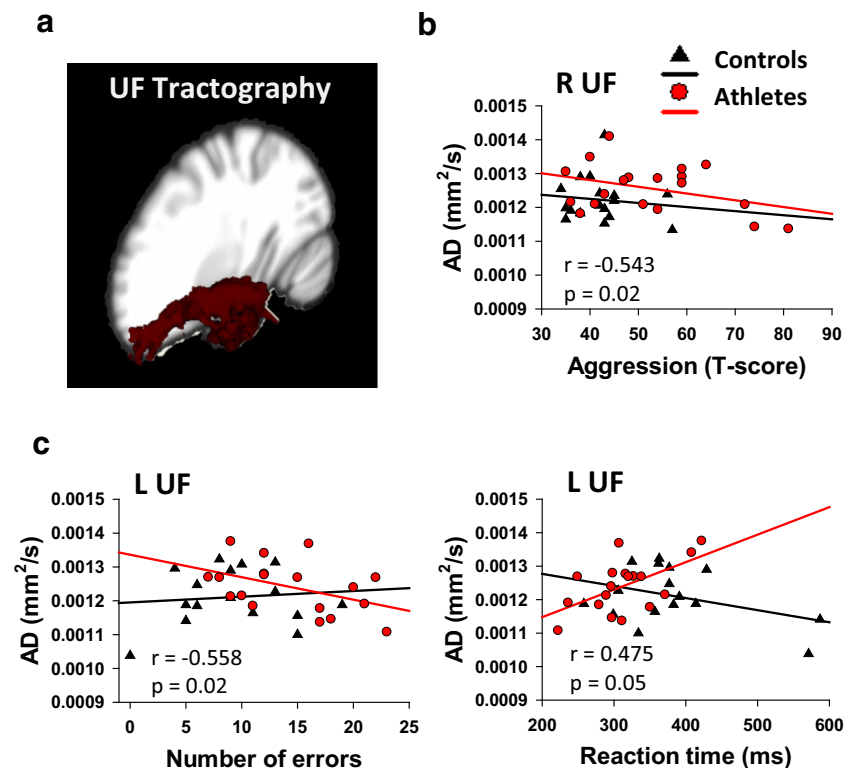 a
UF Tractography
b
R UF
Controls
Athletes
AD (mm²/s)
0.0015
0.0014
0.0013
0.0012
0.0011
0.0010
0.0009
r = -0.543
p = 0.02
30 40 50 60 70 80 90
Aggression (T-score)
c
L UF
AD (mm²/s)
0.0015
0.0014
0.0013
0.0012
0.0011
0.0010
0.0009
r = -0.558
p = 0.02
0 5 10 15 20 25
Number of errors
L UF
AD (mm²/s)
0.0015
0.0014
0.0013
0.0012
0.0011
0.0010
0.0009
r = 0.475
p = 0.05
200 300 400 500 600
Reaction time (ms)